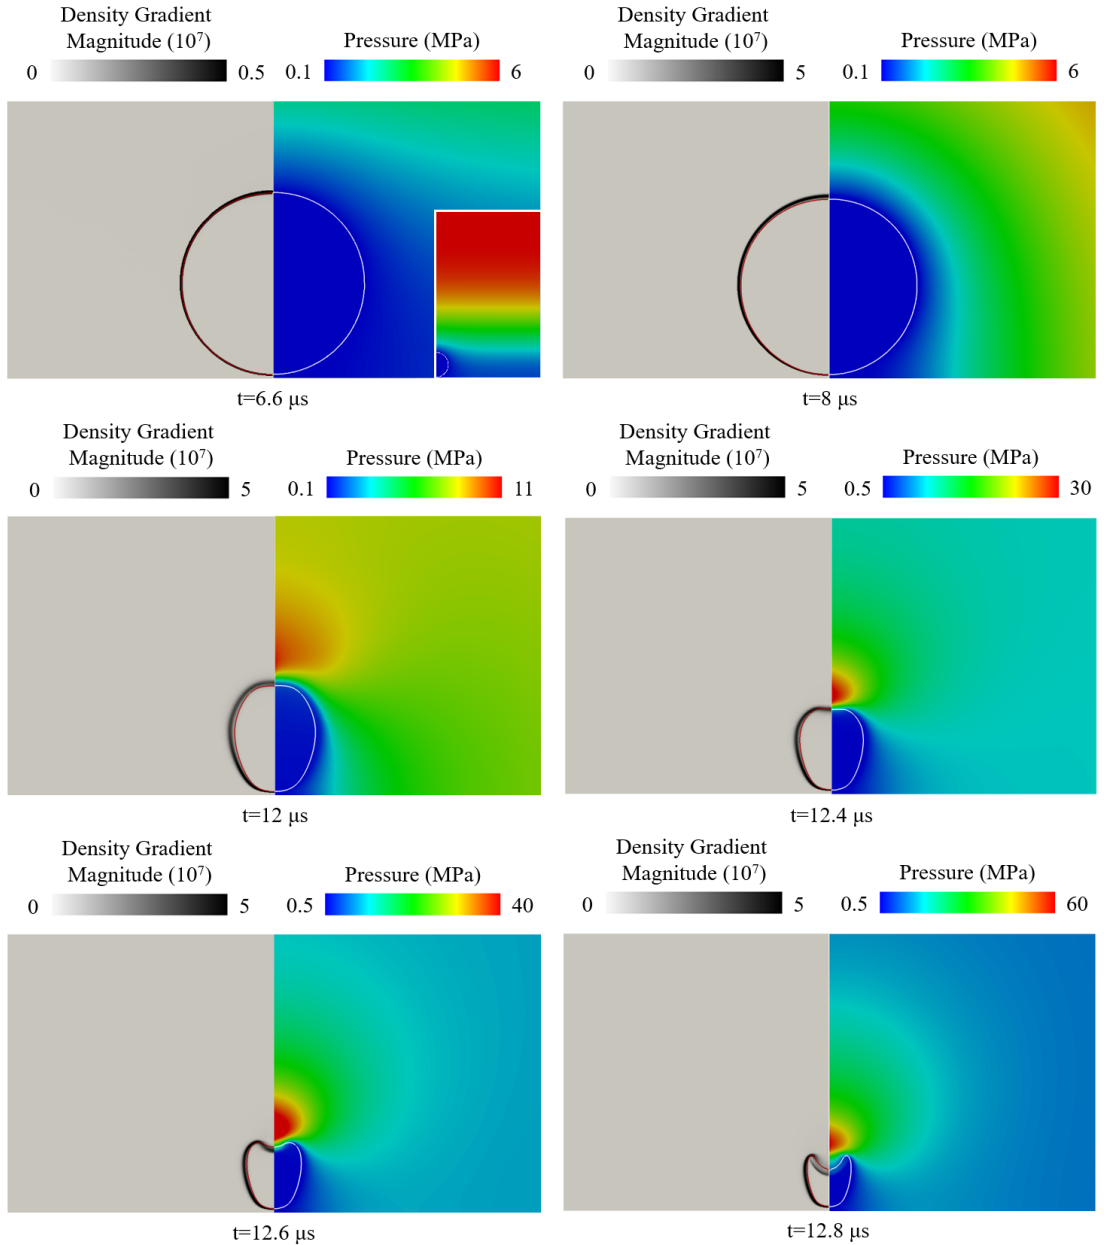 Density Gradient
Magnitude (10⁷)
Pressure (MPa)
0
0.5
0.1
6
t=6.6 μs
Density Gradient
Magnitude (10⁷)
Pressure (MPa)
0
5
0.1
6
t=8 μs
Density Gradient
Magnitude (10⁷)
Pressure (MPa)
0
5
0.1
11
t=12 μs
Density Gradient
Magnitude (10⁷)
Pressure (MPa)
0
5
0.5
30
t=12.4 μs
Density Gradient
Magnitude (10⁷)
Pressure (MPa)
0
5
0.5
40
t=12.6 μs
Density Gradient
Magnitude (10⁷)
Pressure (MPa)
0
5
0.5
60
t=12.8 μs